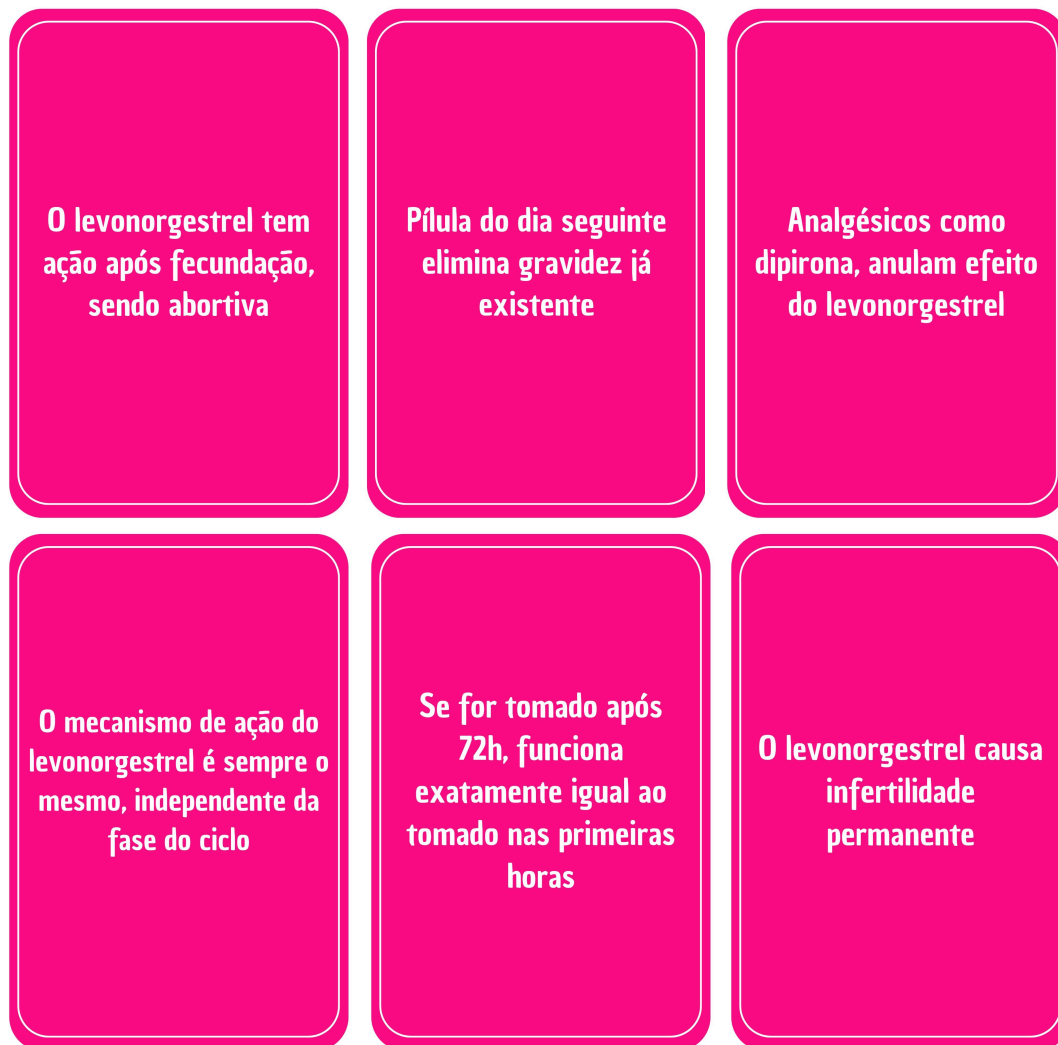 O levonorgestrel tem
ação após fecundação,
sendo abortiva
Pílula do dia seguinte
elimina gravidez já
existente
Analgésicos como
dipirona, anulam efeito
do levonorgestrel
O mecanismo de ação do
levonorgestrel é sempre o
mesmo, independente da
fase do ciclo
Se for tomado após
72h, funciona
exatamente igual ao
tomado nas primeiras
horas
O levonorgestrel causa
infertilidade
permanente